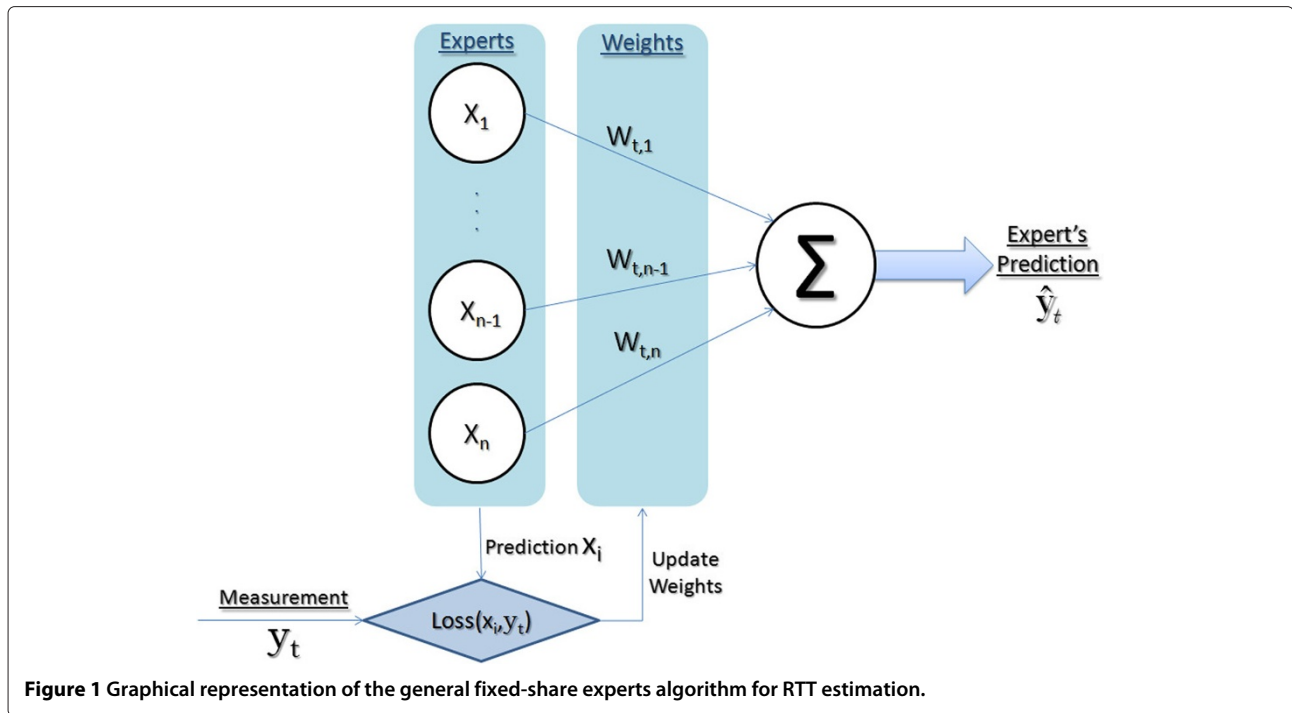 Experts
Weights
X₁
Wₜ,₁
.
.
.
Xₙ₋₁
Wₜ,ₙ₋₁
Xₙ
Wₜ,ₙ
Σ
Expert's
Prediction
ŷₜ
Prediction Xᵢ
Update
Weights
Measurement
yₜ
Loss(xᵢ,yₜ)
Figure 1 Graphical representation of the general fixed-share experts algorithm for RTT estimation.